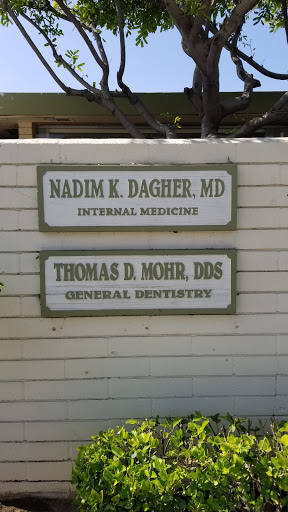 NADIM K. DAGHER, MD
INTERNAL MEDICINE
THOMAS D. MOHR, DDS
GENERAL DENTISTRY